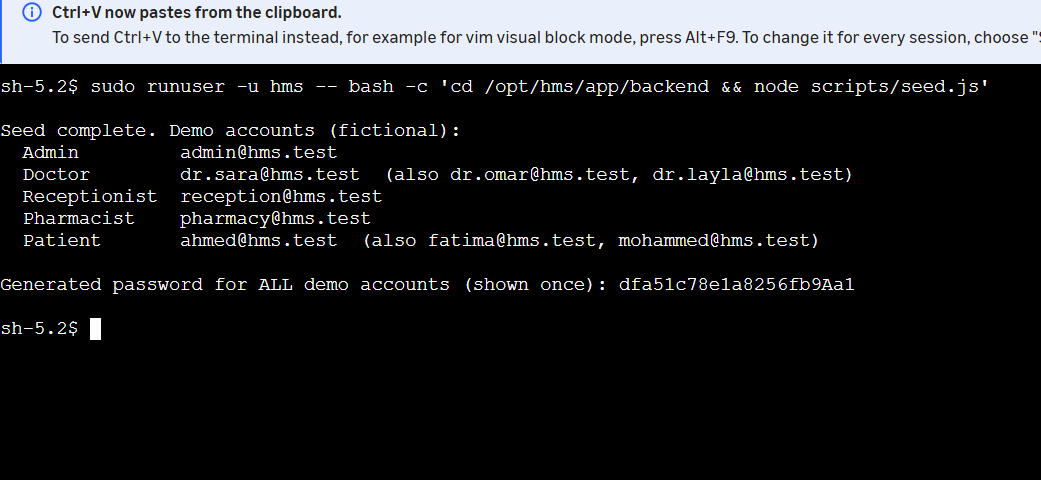 Ctrl+V now pastes from the clipboard.
To send Ctrl+V to the terminal instead, for example for vim visual block mode, press Alt+F9. To change it for every session, choose "S
sh-5.2$ sudo runuser -u hms -- bash -c 'cd /opt/hms/app/backend && node scripts/seed.js'
Seed complete. Demo accounts (fictional):
Admin admin@hms.test
Doctor dr.sara@hms.test (also dr.omar@hms.test, dr.layla@hms.test)
Receptionist reception@hms.test
Pharmacist pharmacy@hms.test
Patient ahmed@hms.test (also fatima@hms.test, mohammed@hms.test)
Generated password for ALL demo accounts (shown once): dfa51c78e1a8256fb9Aa1
sh-5.2$